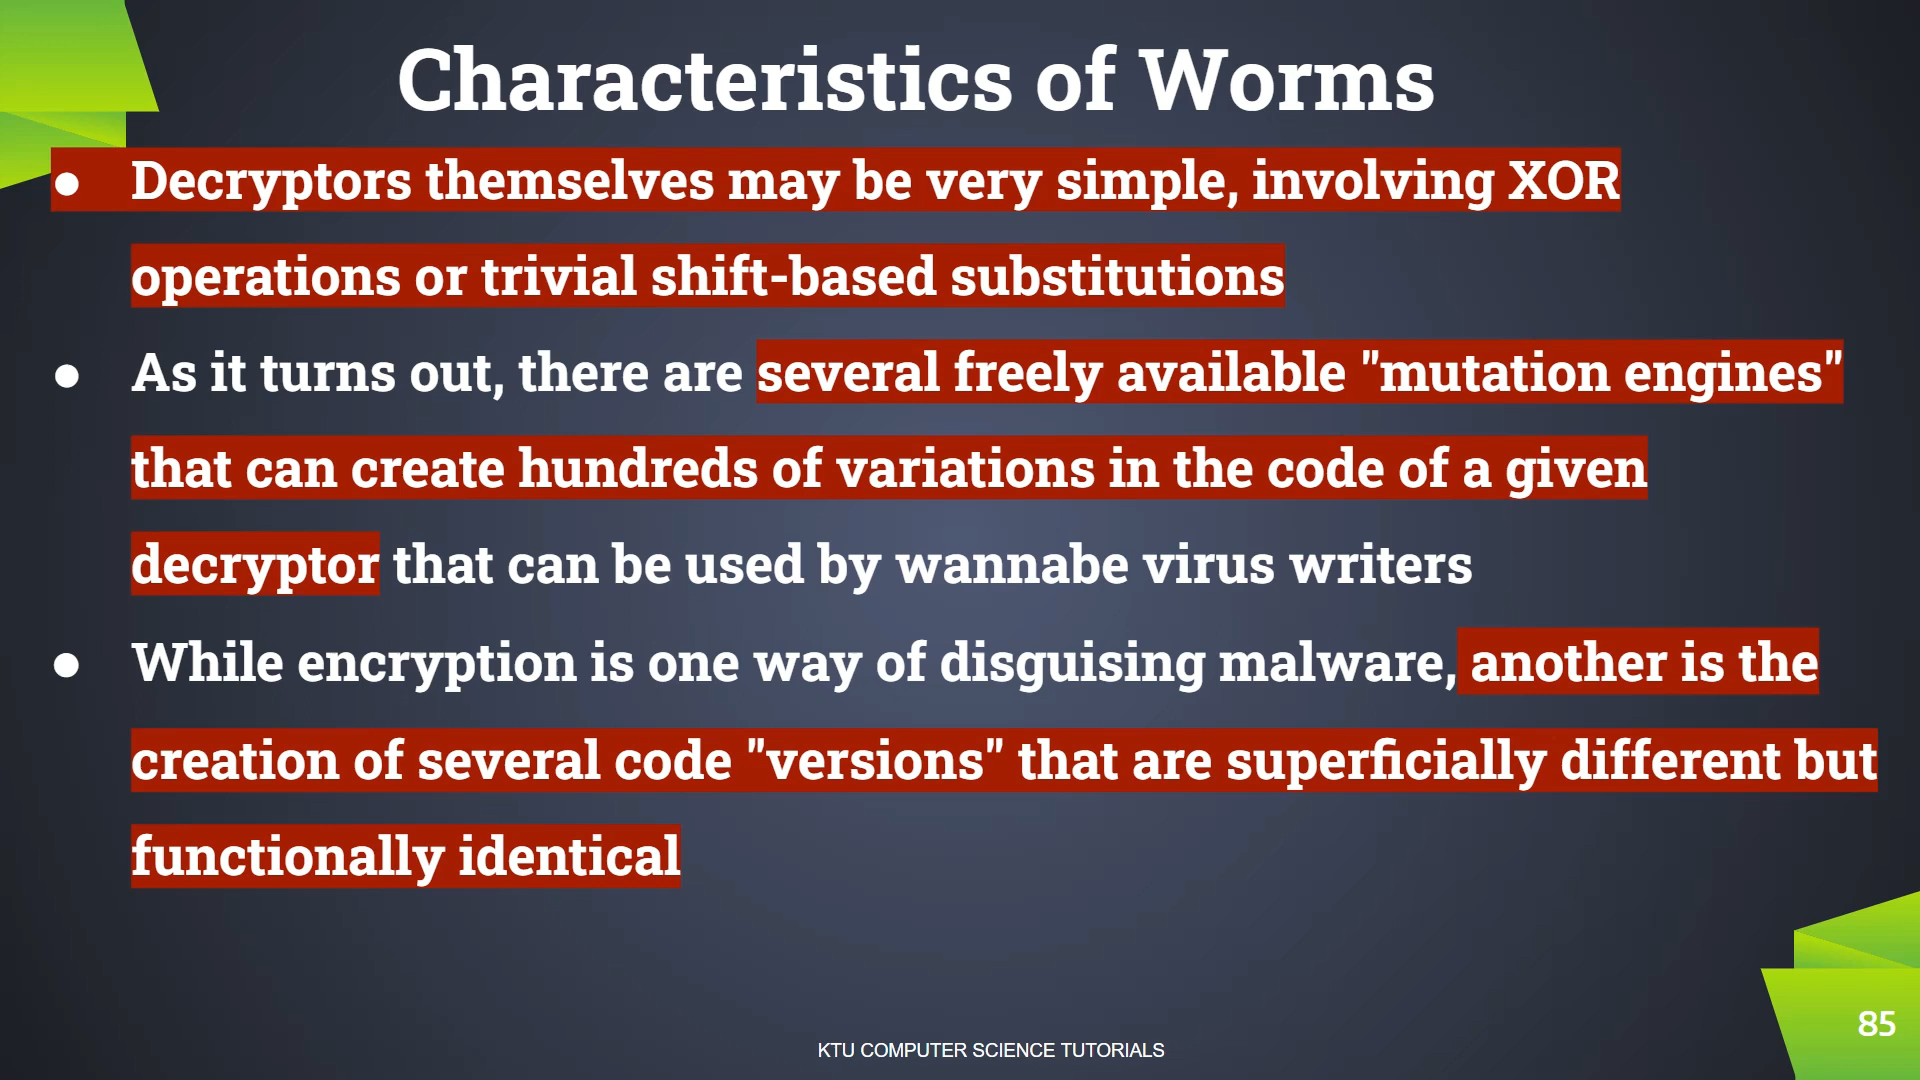 Characteristics of Worms
● Decryptors themselves may be very simple, involving XOR
operations or trivial shift-based substitutions
● As it turns out, there are several freely available "mutation engines"
that can create hundreds of variations in the code of a given
decryptor that can be used by wannabe virus writers
● While encryption is one way of disguising malware, another is the
creation of several code "versions" that are superficially different but
functionally identical
85
KTU COMPUTER SCIENCE TUTORIALS